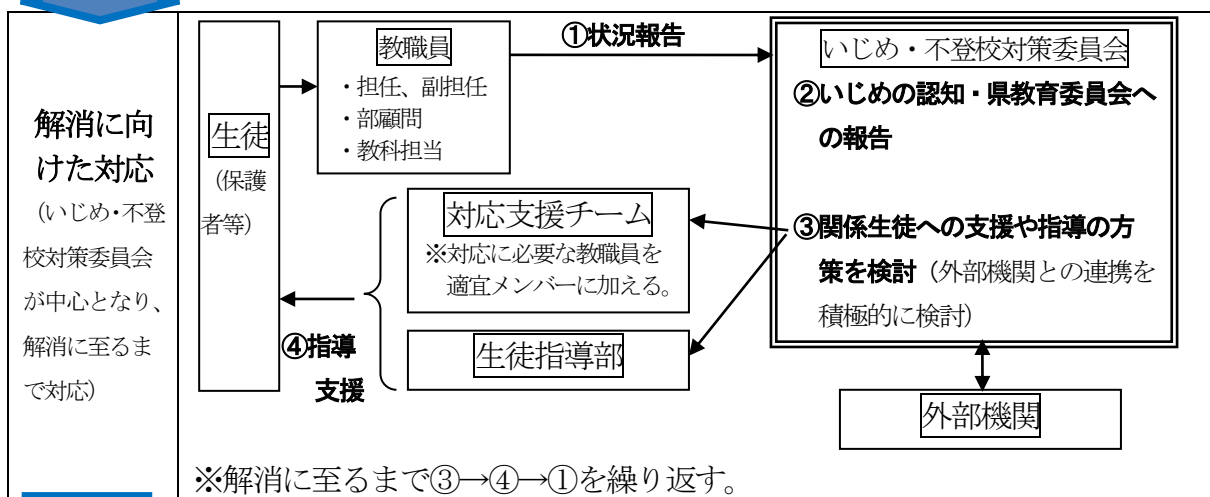 解消に向
けた対応
（いじめ・不登
校対策委員会
が中心となり、
解消に至るま
で対応）
生徒
（保護
者等）
教職員
・担任、副担任
・部顧問
・教科担当
①状況報告
いじめ・不登校対策委員会
②いじめの認知・県教育委員会へ
の報告
③関係生徒への支援や指導の方
策を検討（外部機関との連携を
積極的に検討）
対応支援チーム
※対応に必要な教職員を
適宜メンバーに加える。
生徒指導部
④指導
支援
外部機関
※解消に至るまで③→④→①を繰り返す。